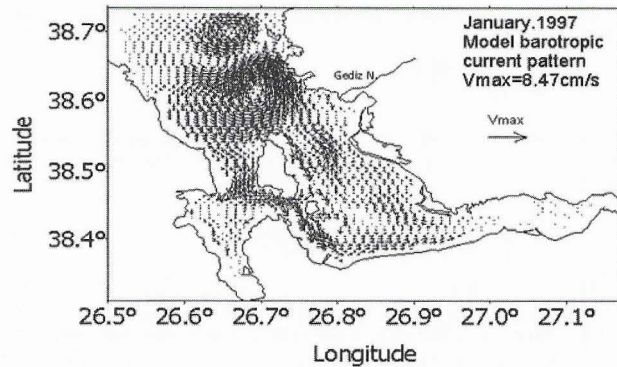 January.1997
Model barotropic
current pattern
Vmax=8.47cm/s
Vmax
Gediz N.
Latitude
38.7°
38.6°
38.5°
38.4°
26.5° 26.6° 26.7° 26.8° 26.9° 27.0° 27.1°
Longitude